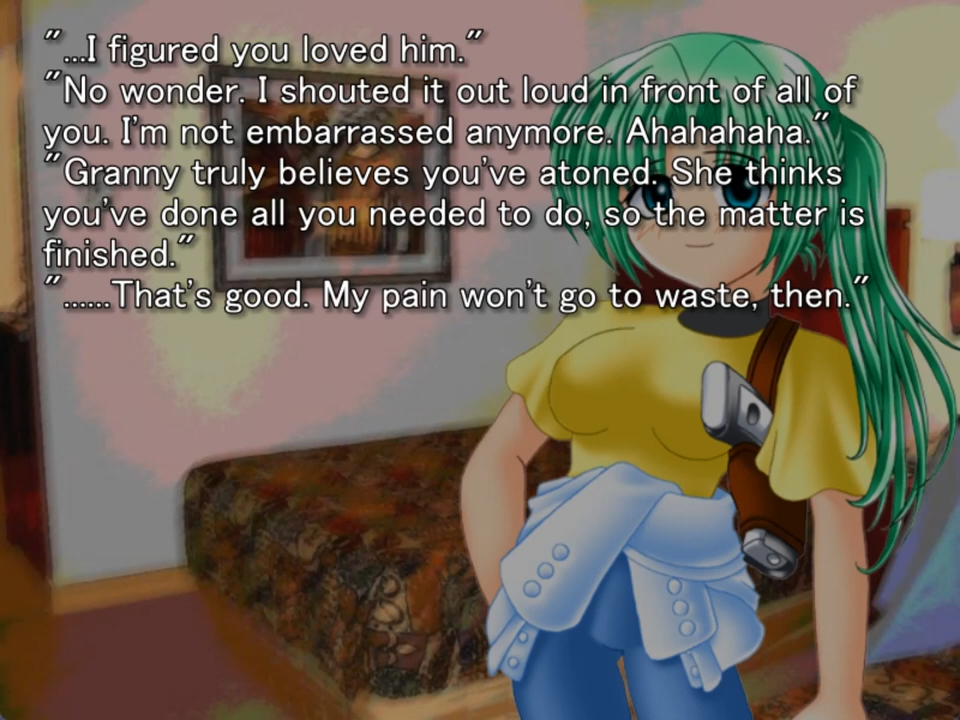 "...I figured you loved him."
"No wonder. I shouted it out loud in front of all of
you. I'm not embarrassed anymore. Ahahahaha."
"Granny truly believes you've atoned. She thinks
you've done all you needed to do, so the matter is
finished."
"......That's good. My pain won't go to waste, then."